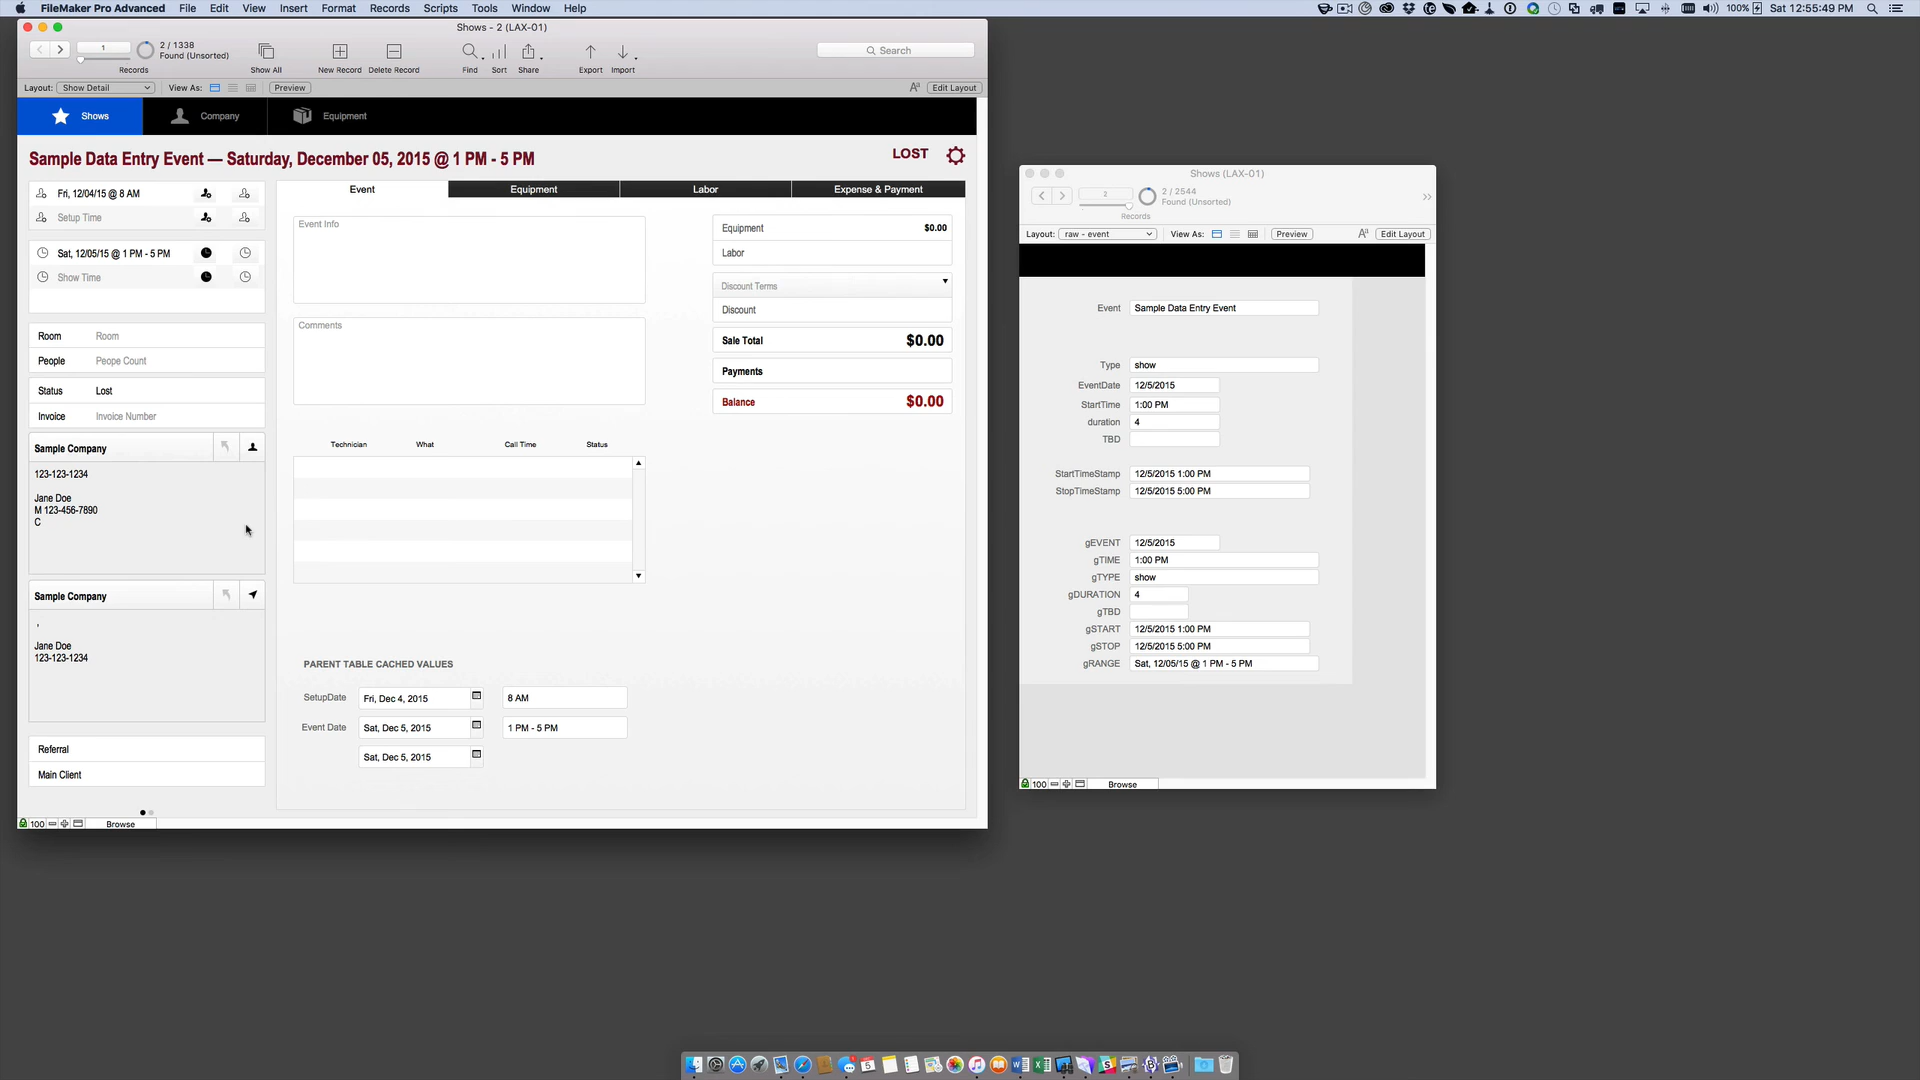 FileMaker Pro Advanced File Edit View Insert Format Records Scripts Tools Window Help
100% Sat 12:55:49 PM
Shows - 2 (LAX-01)
1
2 / 1338
Found (Unsorted)
Records
Show All
New Record
Delete Record
Find
Sort
Share
Export
Import
Search
Layout: Show Detail View As: Preview Aª Edit Layout
Shows
Company
Equipment
Sample Data Entry Event — Saturday, December 05, 2015 @ 1 PM - 5 PM
LOST
Fri, 12/04/15 @ 8 AM
Setup Time
Sat, 12/05/15 @ 1 PM - 5 PM
Show Time
Room Room
People Peope Count
Status Lost
Invoice Invoice Number
Sample Company
123-123-1234
Jane Doe
M 123-456-7890
C
Sample Company
,
Jane Doe
123-123-1234
Referral
Main Client
100 Browse
Event Equipment Labor Expense & Payment
Event Info
Comments
Technician What Call Time Status
PARENT TABLE CACHED VALUES
SetupDate Fri, Dec 4, 2015 8 AM
Event Date Sat, Dec 5, 2015 1 PM - 5 PM
Sat, Dec 5, 2015
Equipment $0.00
Labor
Discount Terms
Discount
Sale Total $0.00
Payments
Balance $0.00
Shows (LAX-01)
2
2 / 2544
Found (Unsorted)
Records
Layout: raw - event View As: Preview Aª Edit Layout
Event Sample Data Entry Event
Type show
EventDate 12/5/2015
StartTime 1:00 PM
duration 4
TBD
StartTimeStamp 12/5/2015 1:00 PM
StopTimeStamp 12/5/2015 5:00 PM
gEVENT 12/5/2015
gTIME 1:00 PM
gTYPE show
gDURATION 4
gTBD
gSTART 12/5/2015 1:00 PM
gSTOP 12/5/2015 5:00 PM
gRANGE Sat, 12/05/15 @ 1 PM - 5 PM
100 Browse